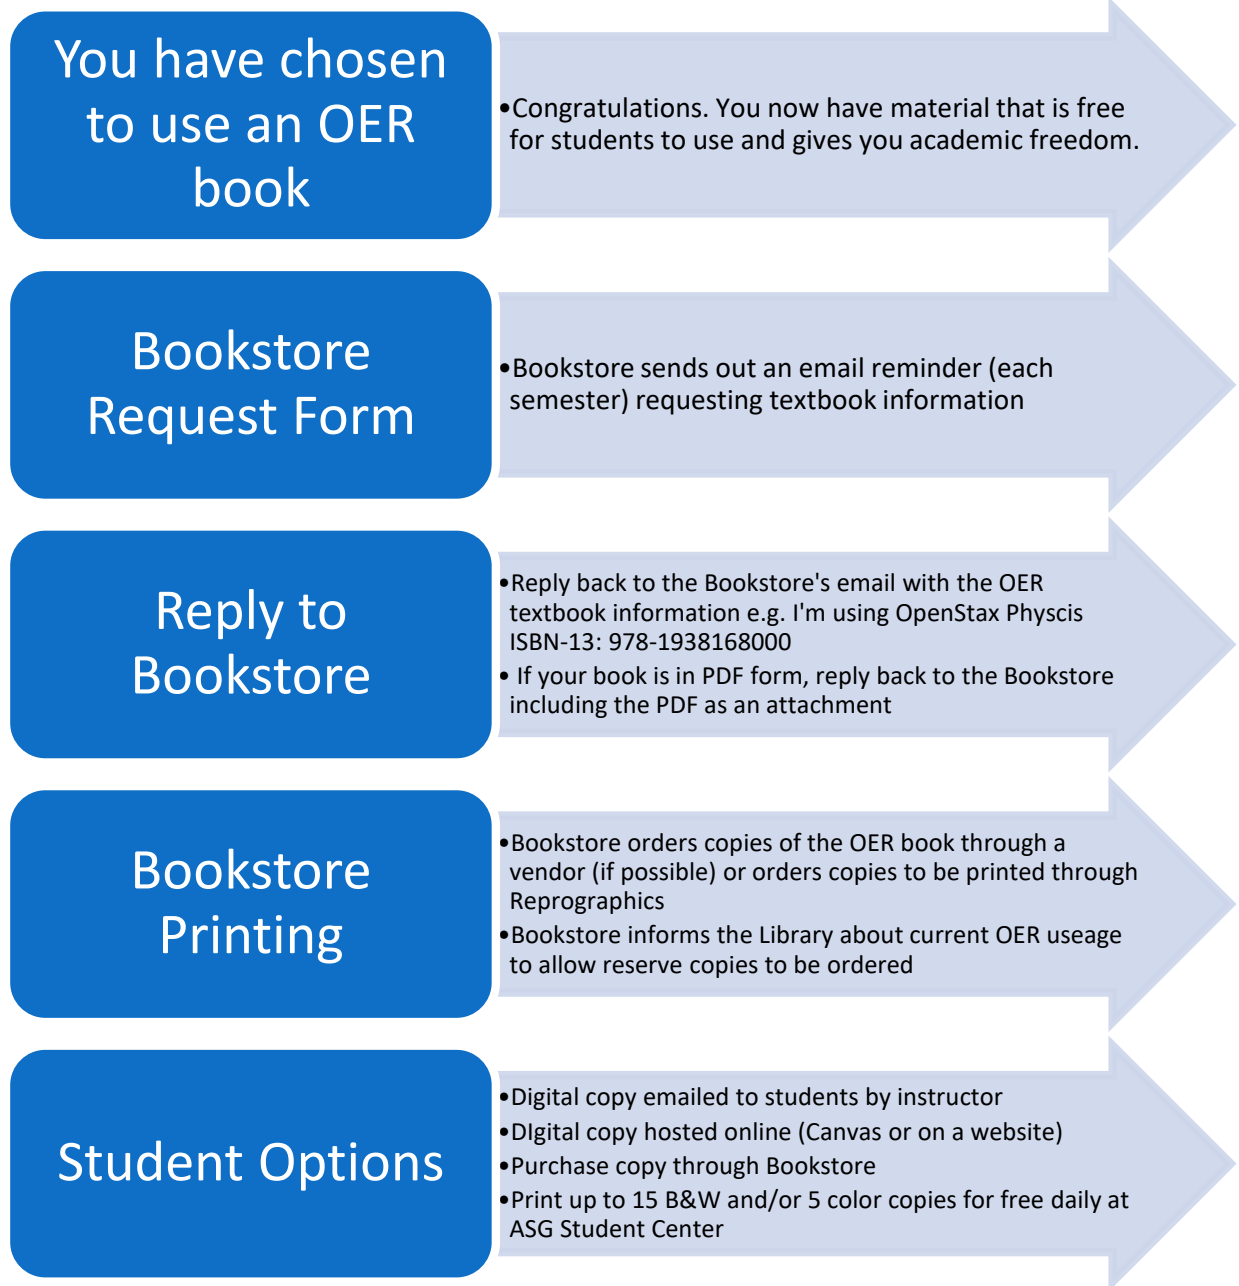 You have chosen
to use an OER
book
•Congratulations. You now have material that is free
for students to use and gives you academic freedom.
Bookstore
Request Form
•Bookstore sends out an email reminder (each
semester) requesting textbook information
Reply to
Bookstore
•Reply back to the Bookstore's email with the OER
textbook information e.g. I'm using OpenStax Physcis
ISBN-13: 978-1938168000
• If your book is in PDF form, reply back to the Bookstore
including the PDF as an attachment
Bookstore
Printing
•Bookstore orders copies of the OER book through a
vendor (if possible) or orders copies to be printed through
Reprographics
•Bookstore informs the Library about current OER useage
to allow reserve copies to be ordered
Student Options
•Digital copy emailed to students by instructor
•DIgital copy hosted online (Canvas or on a website)
•Purchase copy through Bookstore
•Print up to 15 B&W and/or 5 color copies for free daily at
ASG Student Center